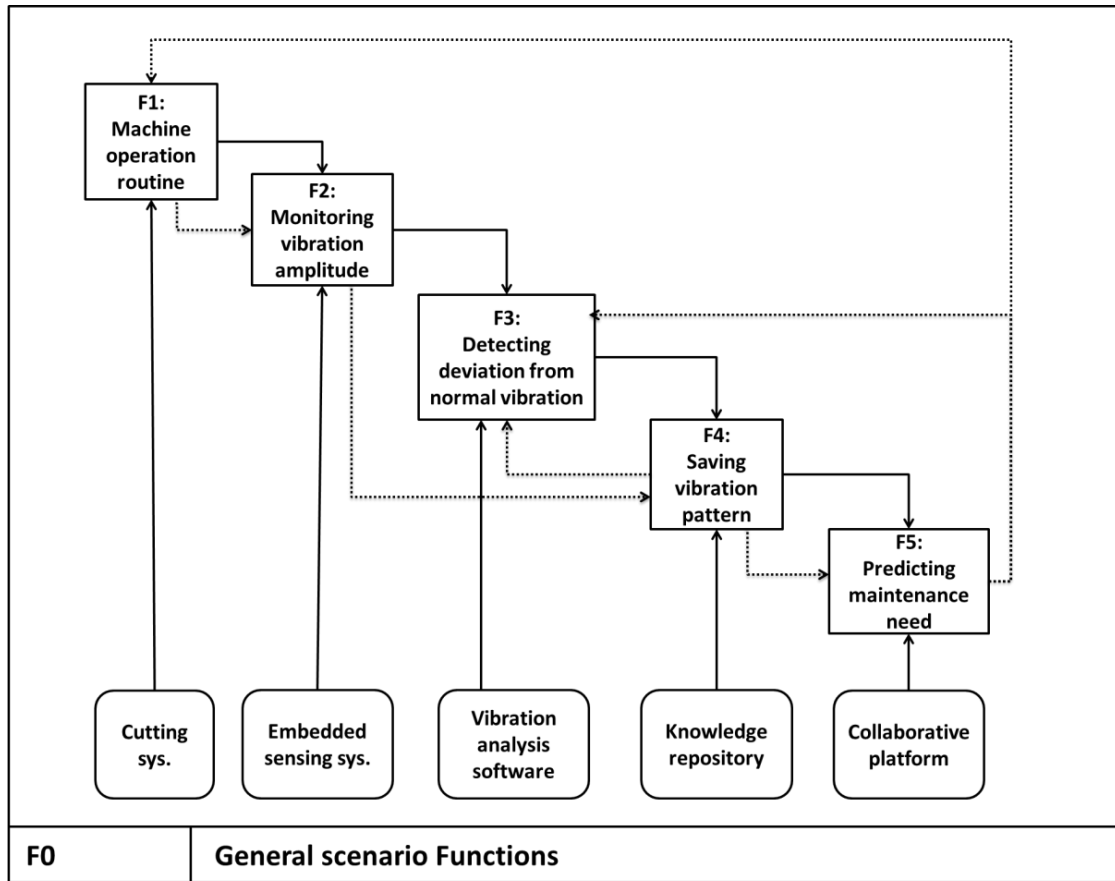 F1:
Machine
operation
routine
F2:
Monitoring
vibration
amplitude
F3:
Detecting
deviation from
normal vibration
F4:
Saving
vibration
pattern
F5:
Predicting
maintenance
need
Cutting
sys.
Embedded
sensing sys.
Vibration
analysis
software
Knowledge
repository
Collaborative
platform
F0
General scenario Functions